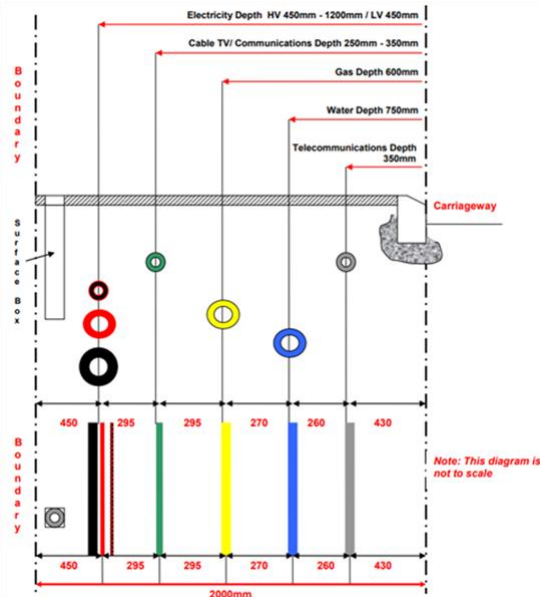 Electricity Depth HV 450mm - 1200mm / LV 450mm
Cable TV/ Communications Depth 250mm - 350mm
Gas Depth 600mm
Water Depth 750mm
Telecommunications Depth
350mm
Boundary
Carriageway
Surface Box
450 295 295 270 260 430
Boundary
Note: This diagram is
not to scale
450 295 295 270 260 430
2000mm